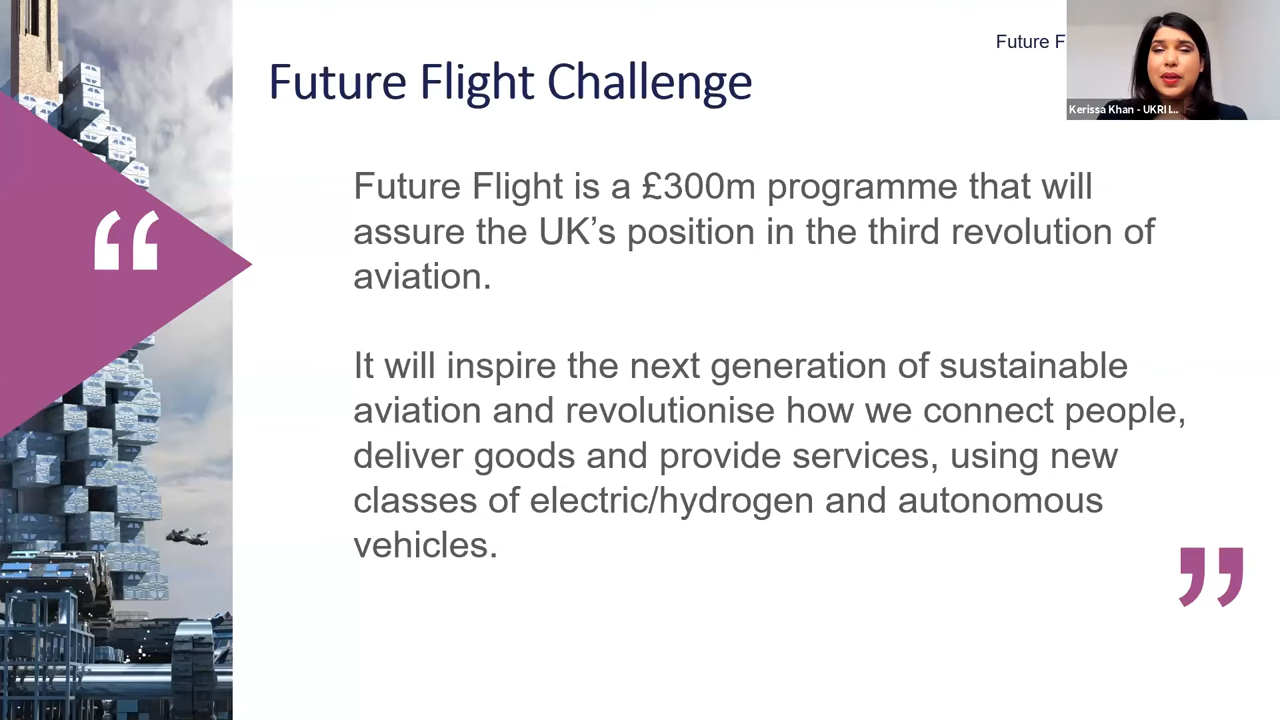 Future F
Future Flight Challenge
Kerissa Khan - UKRI I...
“
Future Flight is a £300m programme that will
assure the UK’s position in the third revolution of
aviation.
It will inspire the next generation of sustainable
aviation and revolutionise how we connect people,
deliver goods and provide services, using new
classes of electric/hydrogen and autonomous
vehicles.
”